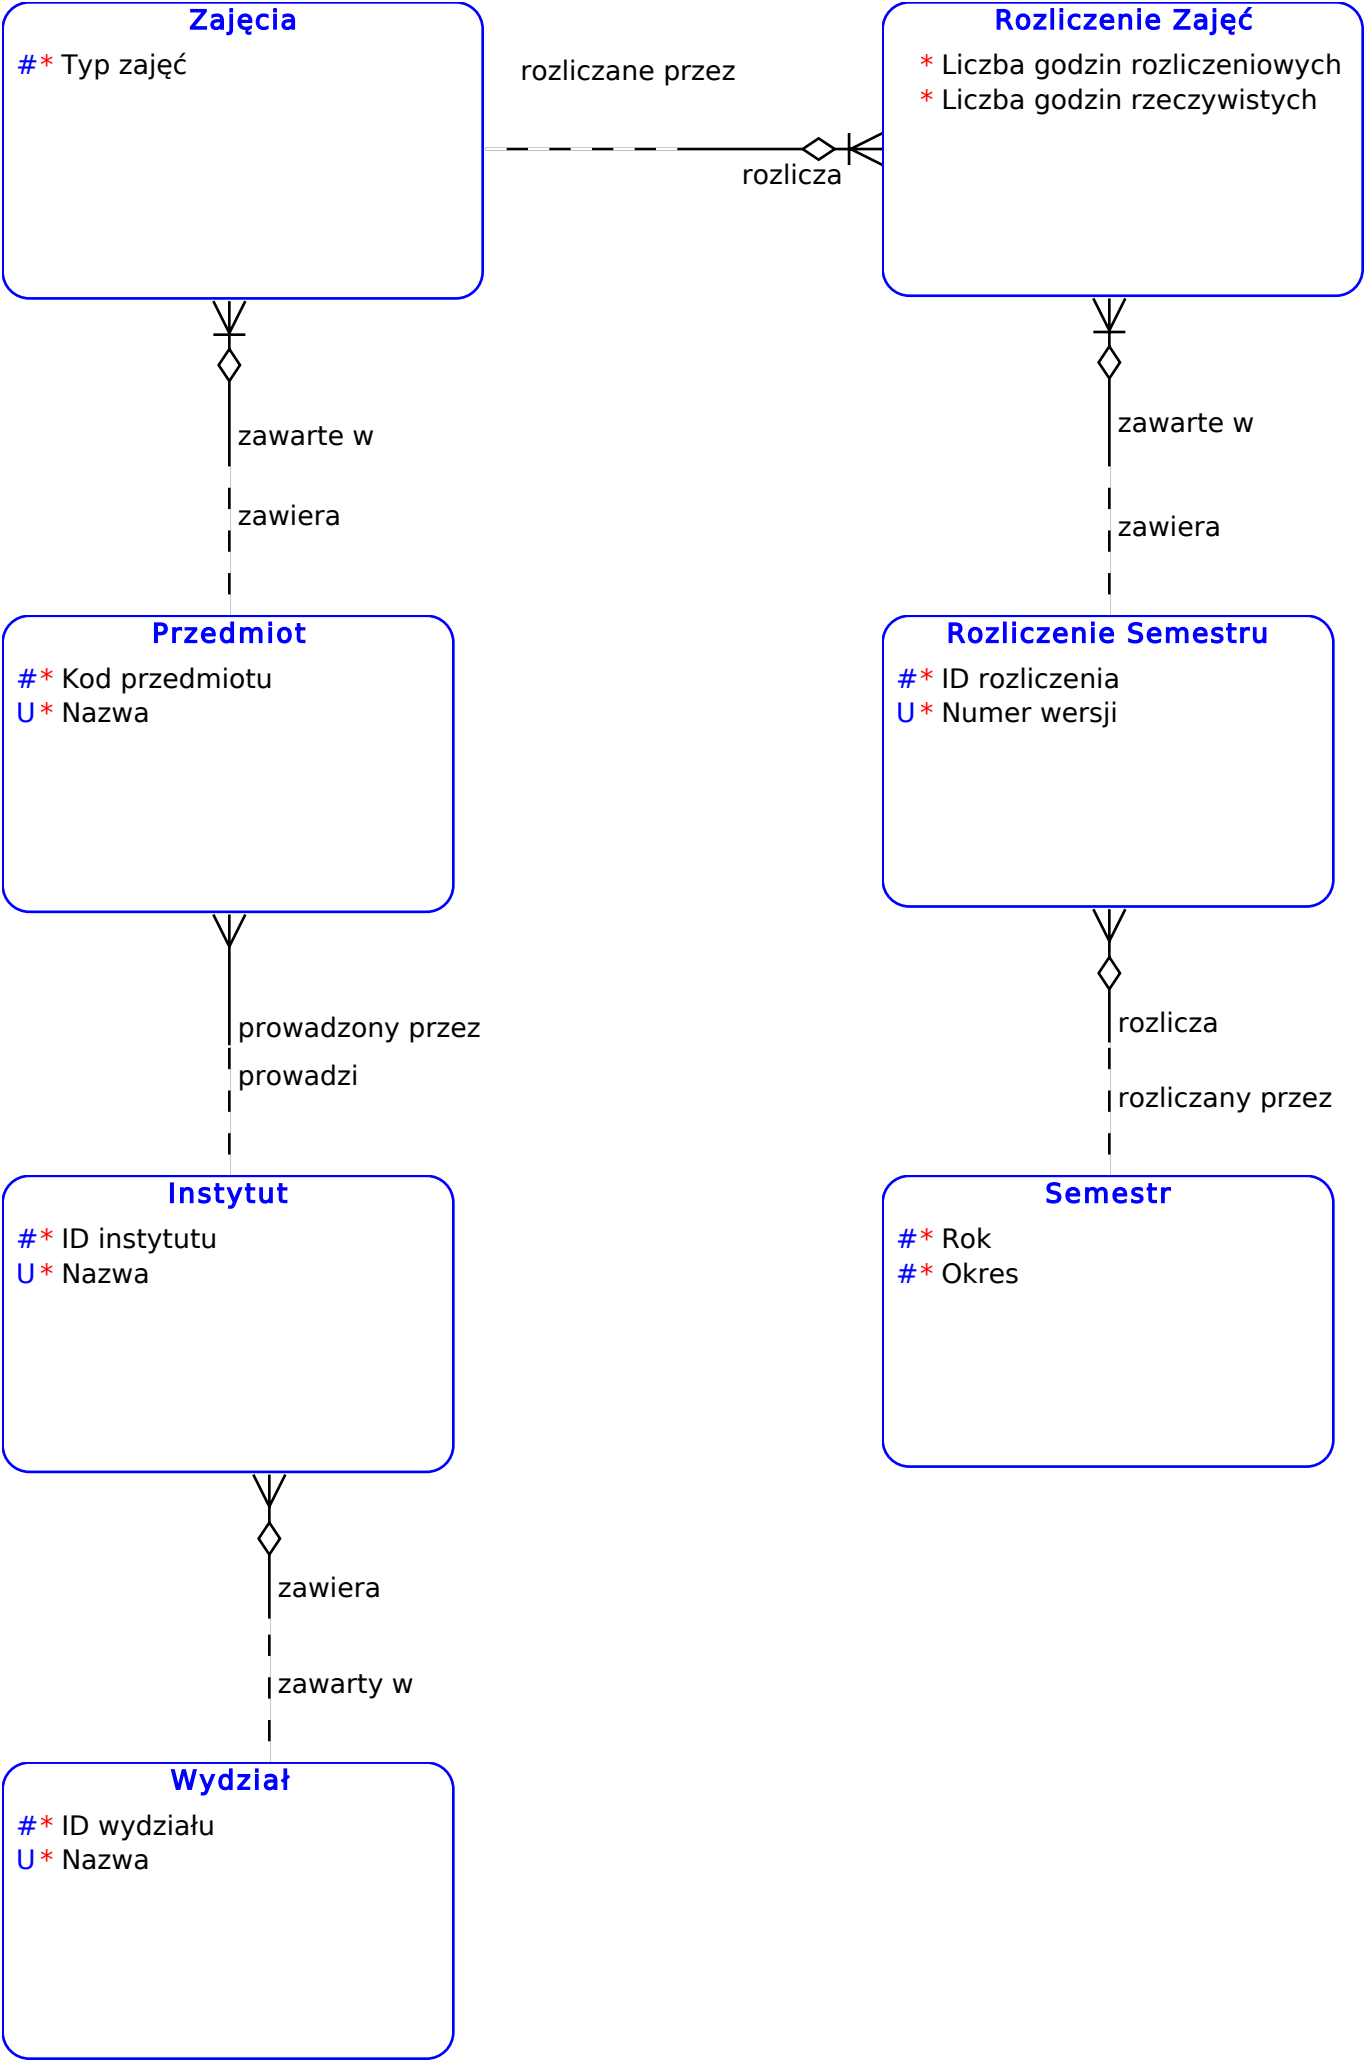 Zajęcia
#* Typ zajęć
rozliczane przez
rozlicza
Rozliczenie Zajęć
* Liczba godzin rozliczeniowych
* Liczba godzin rzeczywistych
zawarte w
zawiera
zawarte w
zawiera
Przedmiot
#* Kod przedmiotu
U* Nazwa
Rozliczenie Semestru
#* ID rozliczenia
U* Numer wersji
prowadzony przez
prowadzi
rozlicza
rozliczany przez
Instytut
#* ID instytutu
U* Nazwa
Semestr
#* Rok
#* Okres
zawiera
zawarty w
Wydział
#* ID wydziału
U* Nazwa